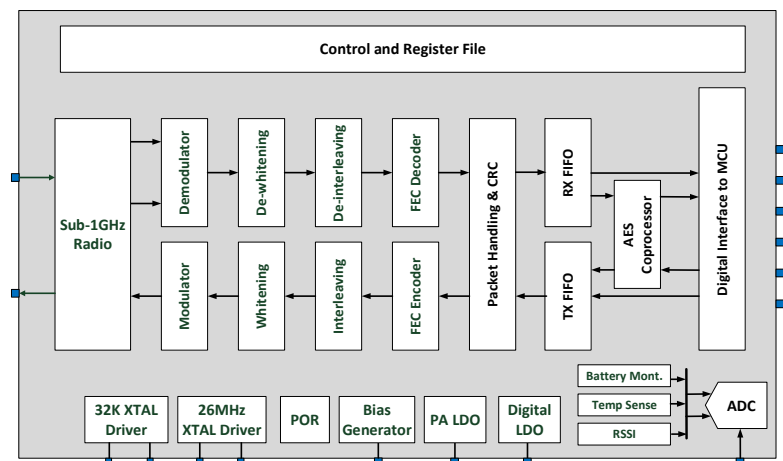 Control and Register File
Sub-1GHz
Radio
Demodulator
De-whitening
De-interleaving
FEC Decoder
Packet Handling & CRC
RX FIFO
AES
Coprocessor
Digital Interface to MCU
Modulator
Whitening
Interleaving
FEC Encoder
TX FIFO
32K XTAL
Driver
26MHz
XTAL Driver
POR
Bias
Generator
PA LDO
Digital
LDO
Battery Mont.
Temp Sense
RSSI
ADC